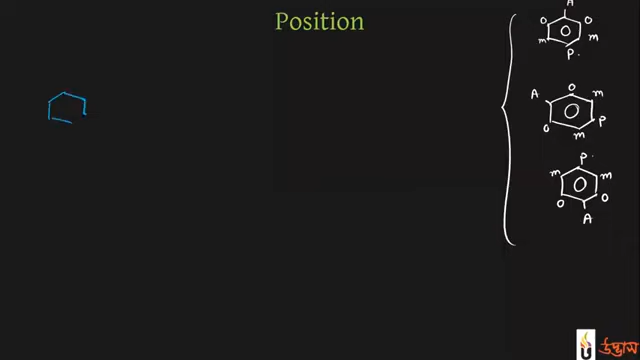 Position
A
O O
m m
P.
O
A m
O P
m
P.
m m
O O
A
উদ্ভাস